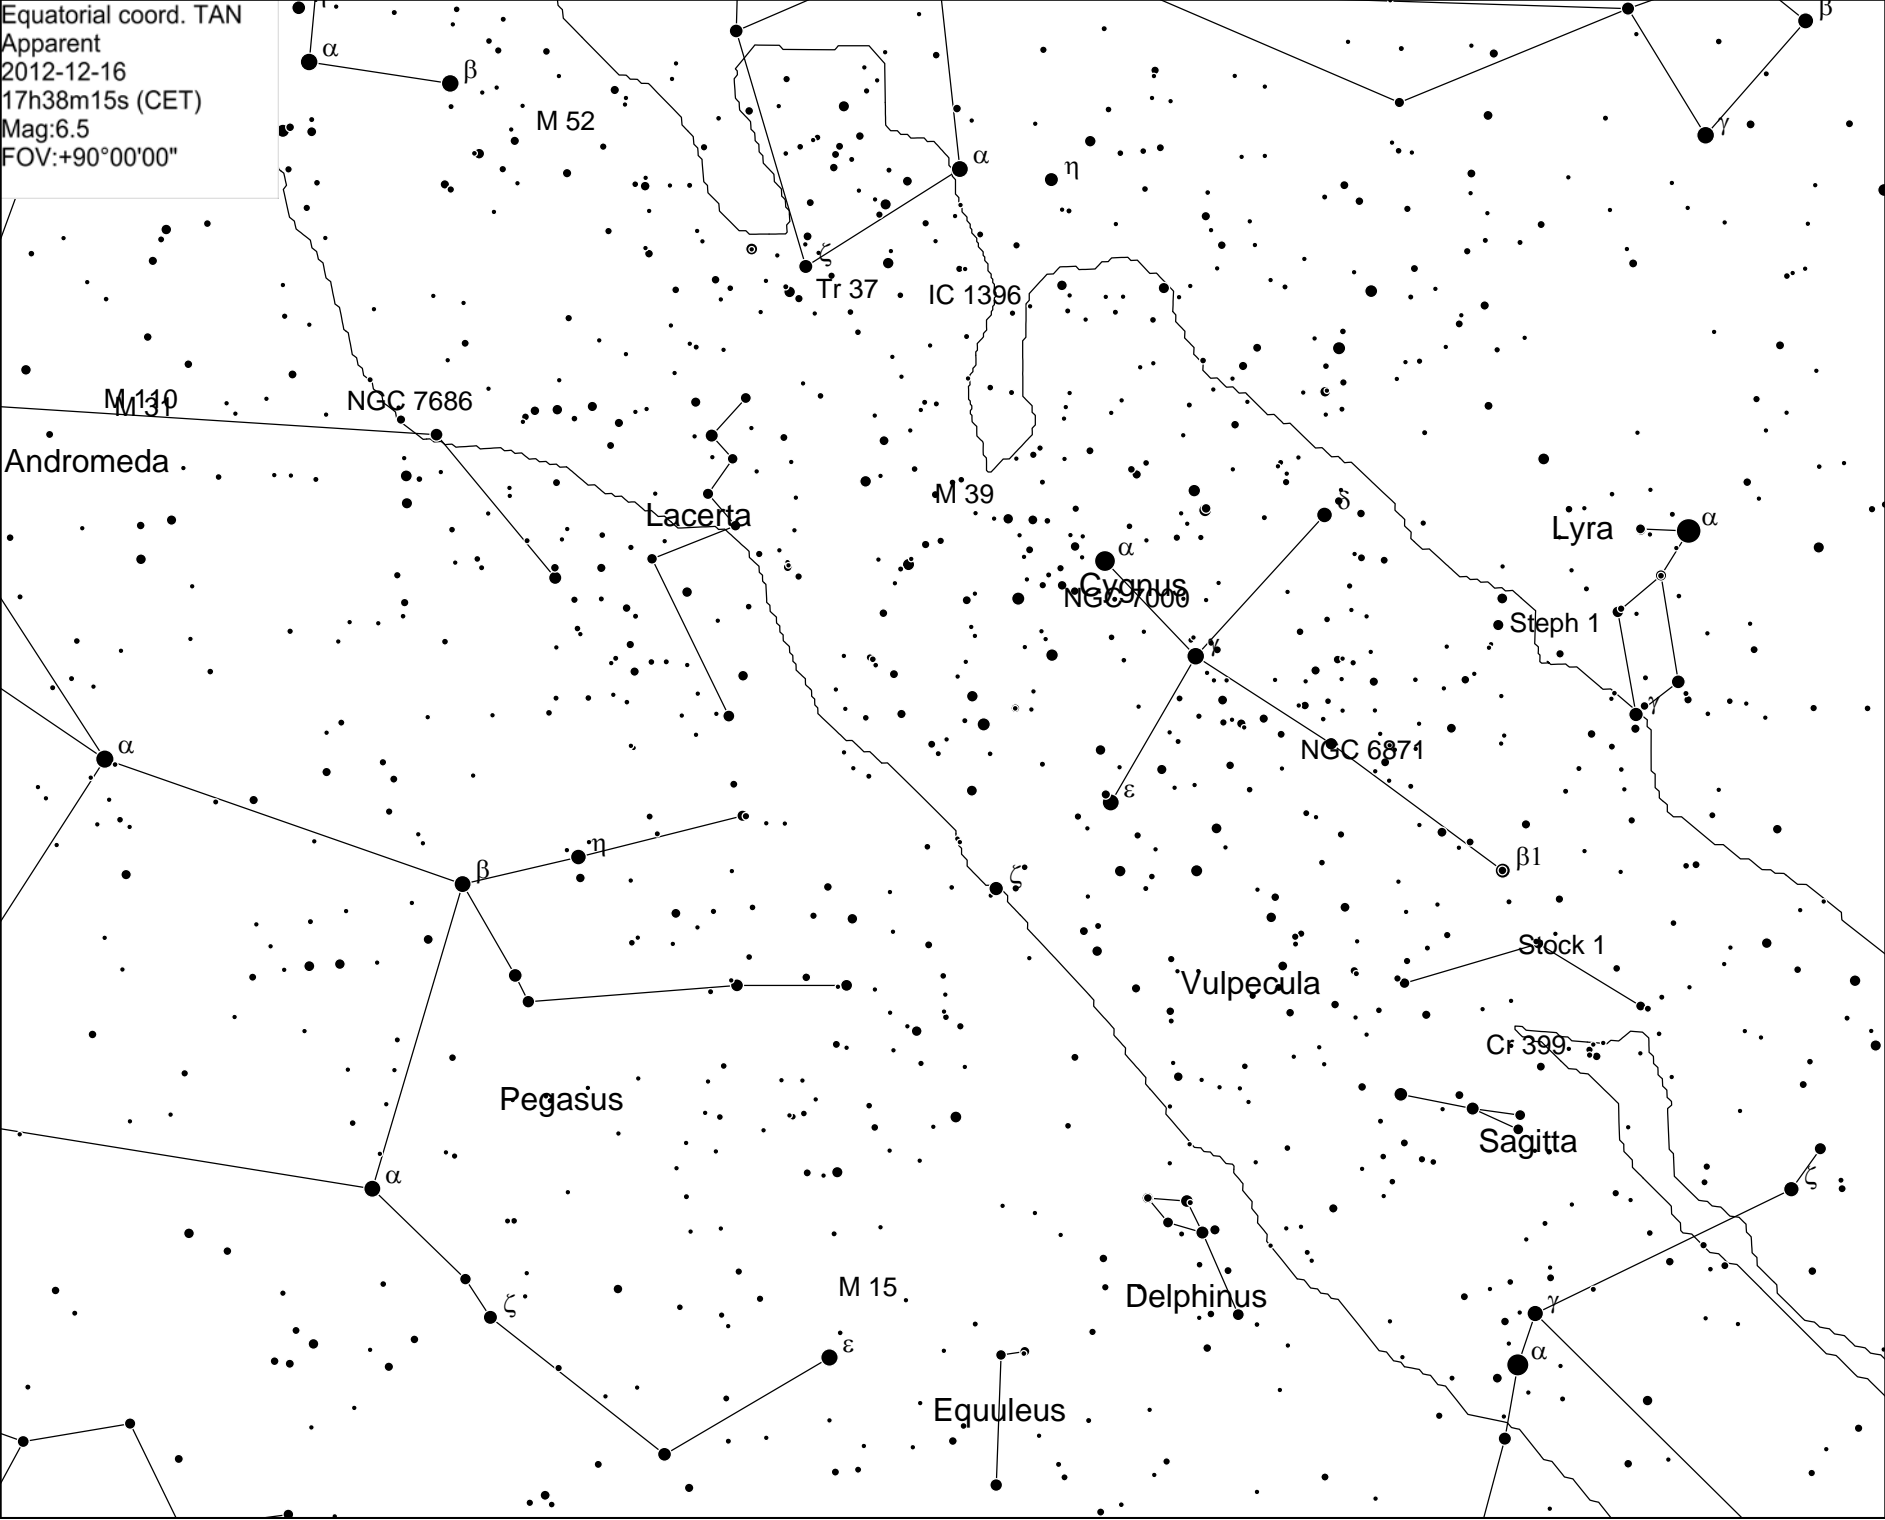 Equatorial coord. TAN
Apparent
2012-12-16
17h38m15s (CET)
Mag:6.5
FOV:+90°00'00"
α
β
β
M 52
γ
α
η
ζ
Tr 37
IC 1396
M 110
M 31
NGC 7686
Andromeda
M 39
δ
Lacerta
Lyra
α
α
Cygnus
NGC 7000
Steph 1
γ
γ
α
NGC 6871
ε
η
β
β1
ζ
Stock 1
Vulpecula
Cr 399
Pegasus
Sagitta
α
ζ
M 15
Delphinus
ζ
γ
ε
α
Equuleus